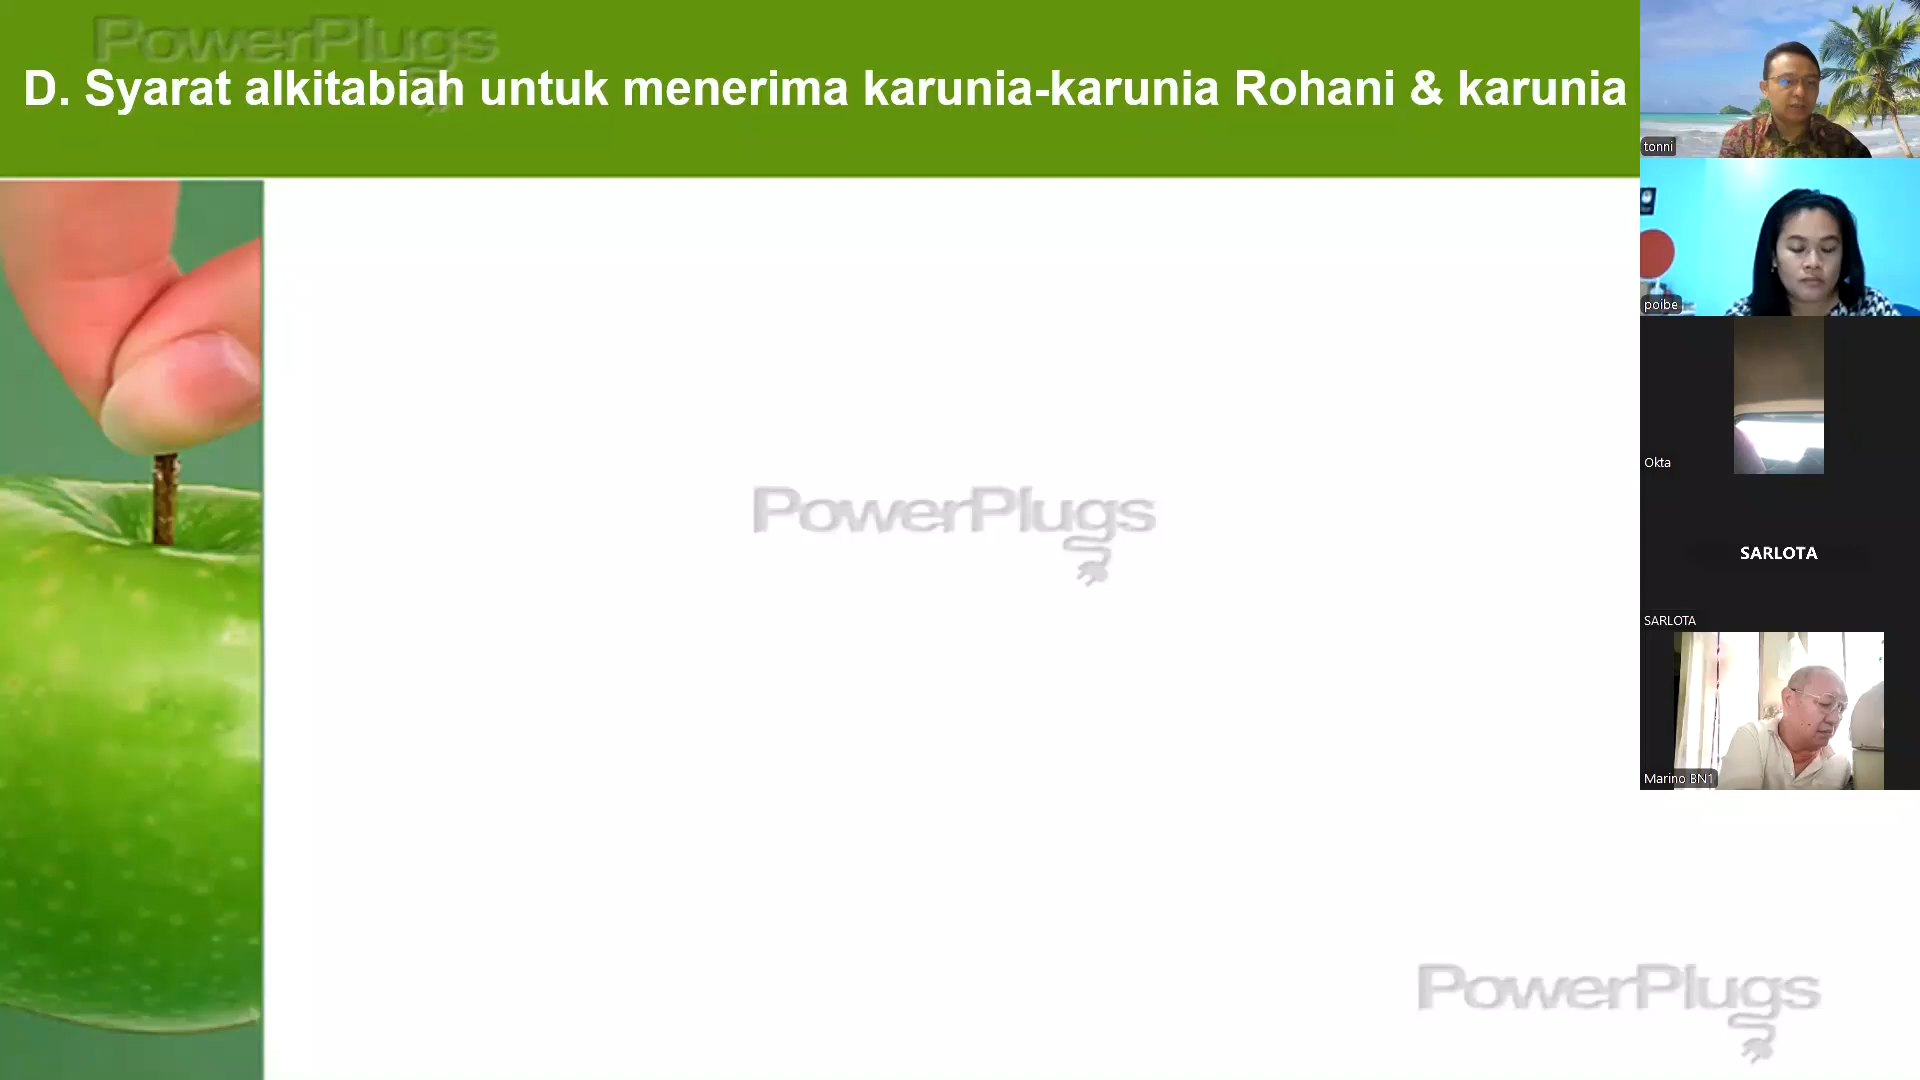 PowerPlugs
D. Syarat alkitabiah untuk menerima karunia-karunia Rohani & karunia
tonni
poibe
Okta
PowerPlugs
SARLOTA
SARLOTA
Marino BN1
PowerPlugs